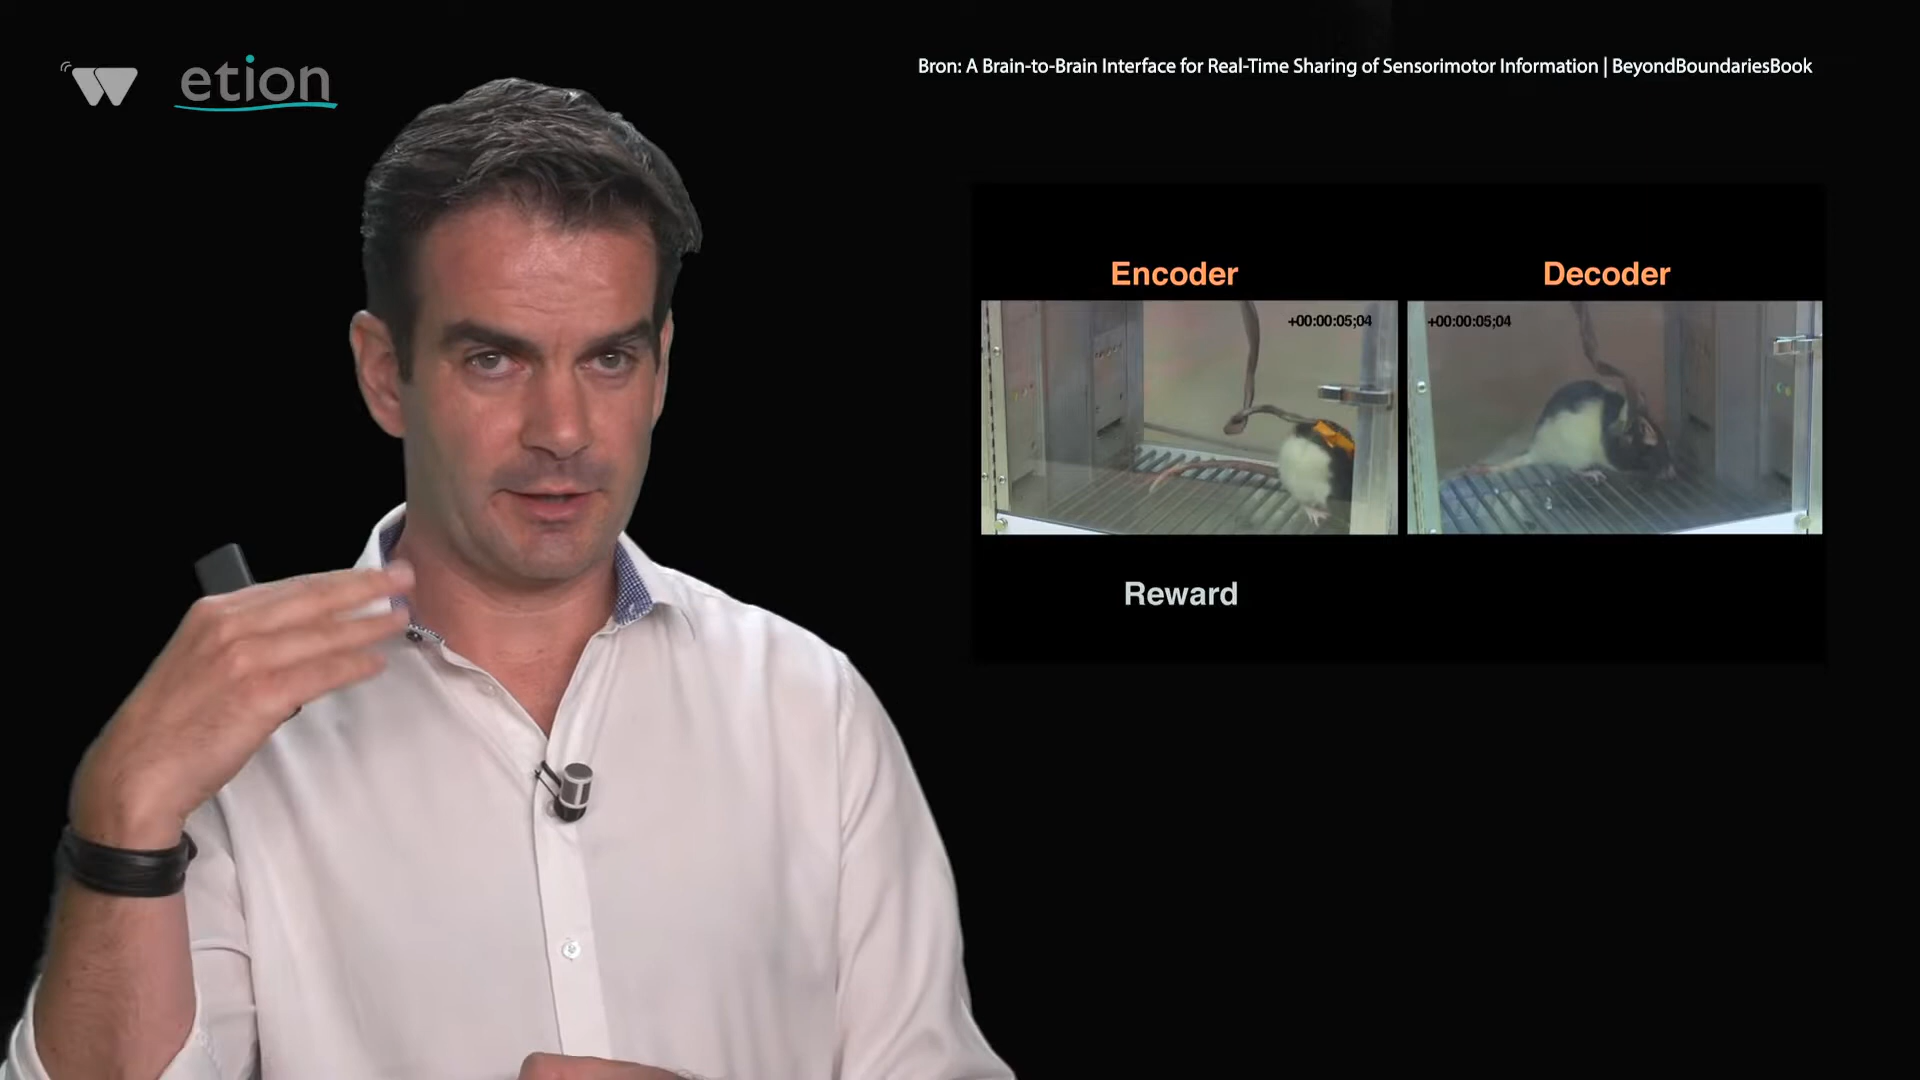 W etion
Bron: A Brain-to-Brain Interface for Real-Time Sharing of Sensorimotor Information | BeyondBoundariesBook
Encoder
Decoder
+00:00:05;04
+00:00:05;04
Reward